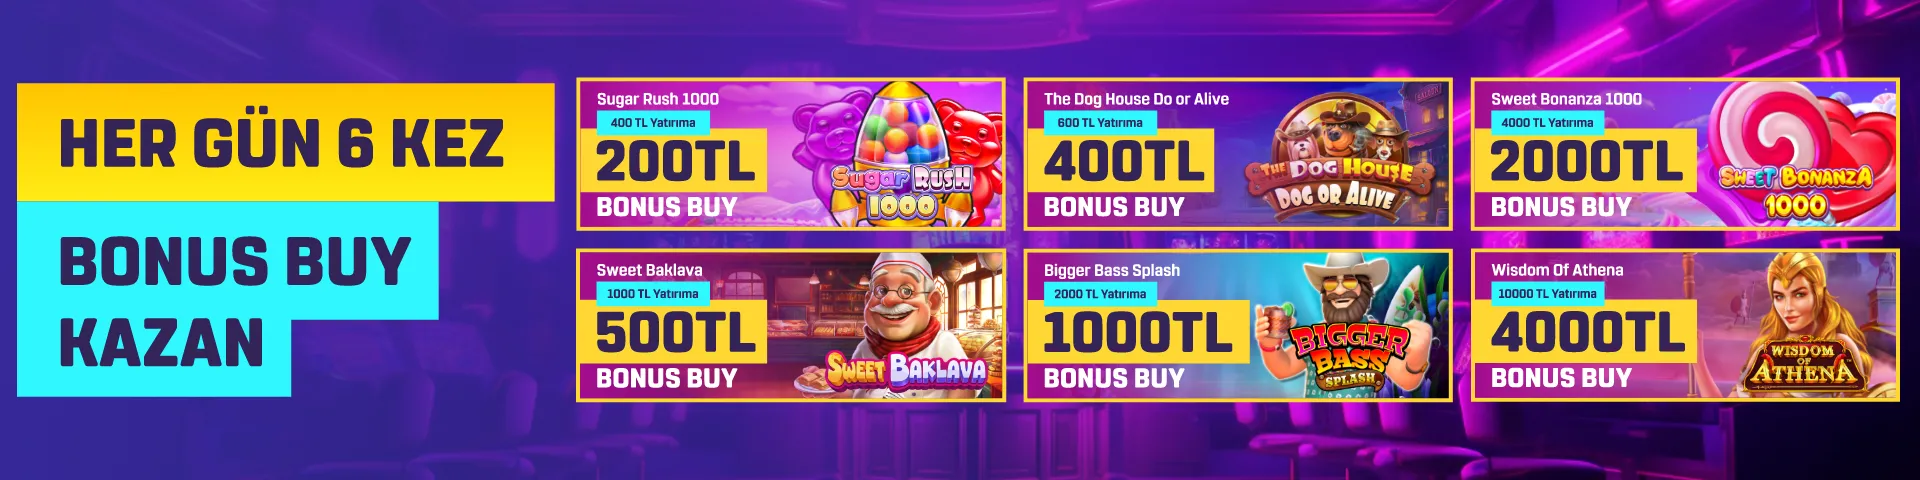 HER GÜN 6 KEZ
BONUS BUY
KAZAN
Sugar Rush 1000
400 TL Yatırıma
200TL
BONUS BUY
Sugar RUSH
1000
The Dog House Do or Alive
600 TL Yatırıma
400TL
BONUS BUY
THE DOG HOUSE
DOG OR ALIVE
Sweet Bonanza 1000
4000 TL Yatırıma
2000TL
BONUS BUY
SWEET BONANZA
1000
Sweet Baklava
1000 TL Yatırıma
500TL
BONUS BUY
SWEET BAKLAVA
Bigger Bass Splash
2000 TL Yatırıma
1000TL
BONUS BUY
BIGGER
BASS
SPLASH
Wisdom Of Athena
10000 TL Yatırıma
4000TL
BONUS BUY
WISDOM
OF
ATHENA